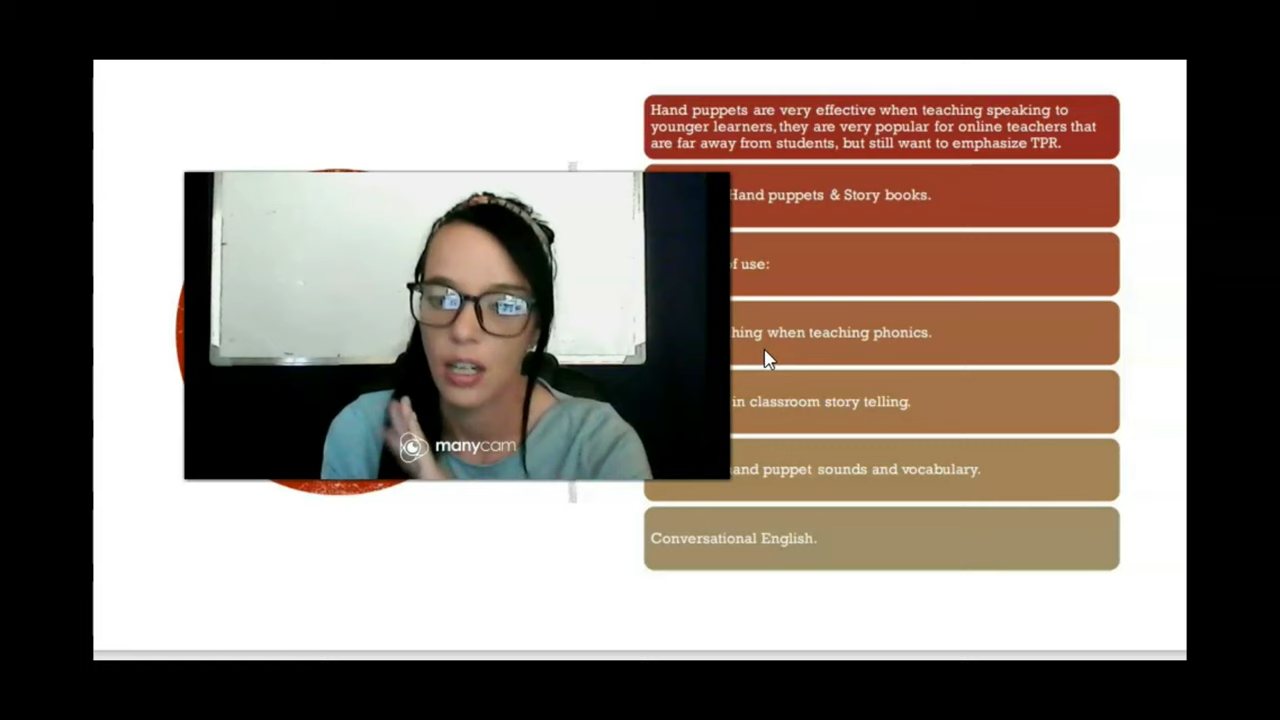 Hand puppets are very effective when teaching speaking to
younger learners, they are very popular for online teachers that
are far away from students, but still want to emphasize TPR.
Hand puppets & Story books.
of use:
when teaching phonics.
in classroom story telling.
puppet sounds and vocabulary.
Conversational English.
manycam